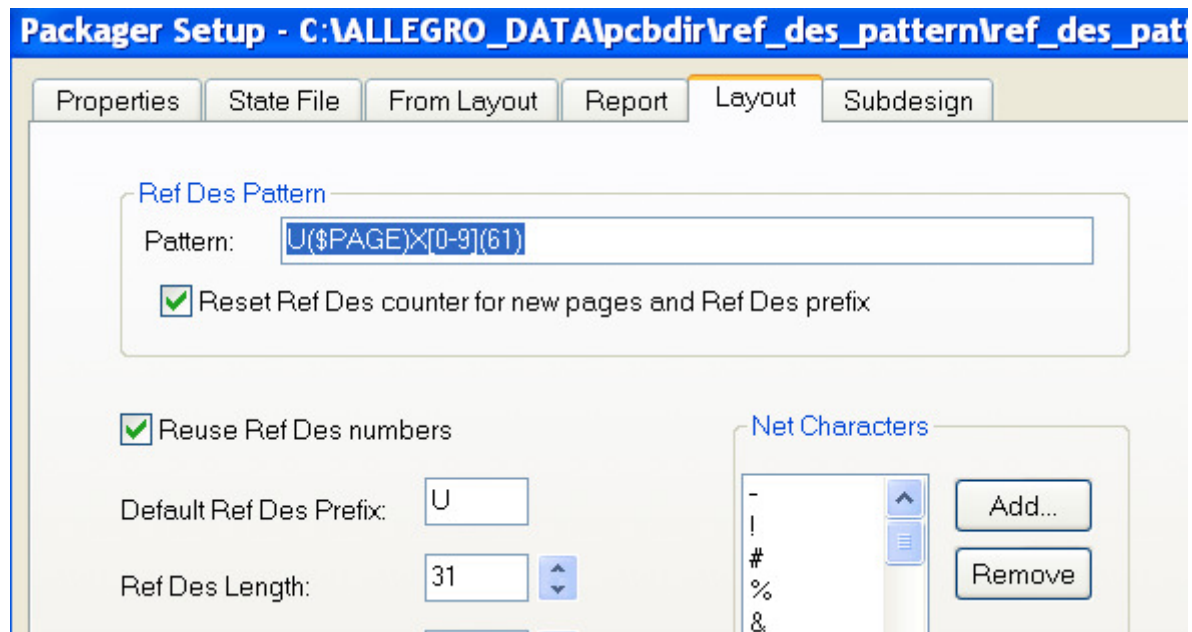 Packager Setup - C:\ALLEGRO_DATA\pcbdir\ref_des_pattern\ref_des_patt
Properties State File From Layout Report Layout Subdesign
Ref Des Pattern
Pattern: U($PAGE)X[0-9](61)
Reset Ref Des counter for new pages and Ref Des prefix
Reuse Ref Des numbers
Default Ref Des Prefix: U
Ref Des Length: 31
Net Characters
-
!
#
%
&
Add...
Remove